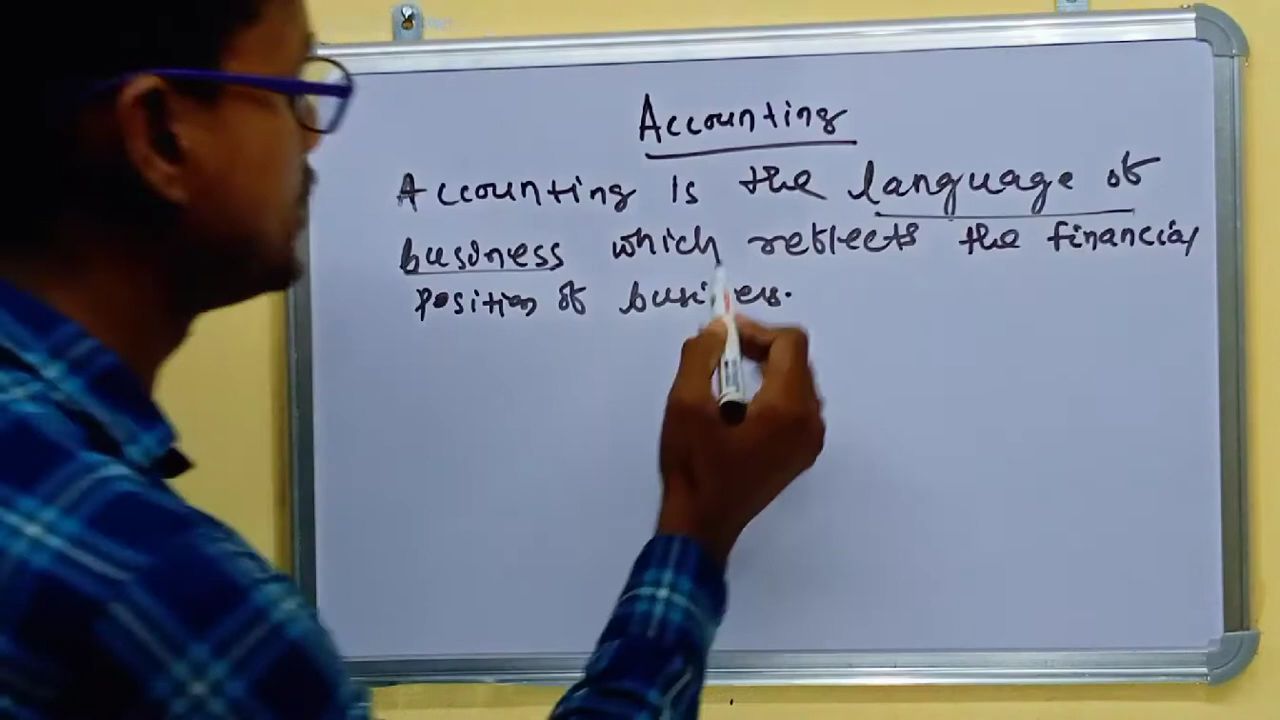 Accounting
Accounting is the language of
business which reflects the financial
position of business.